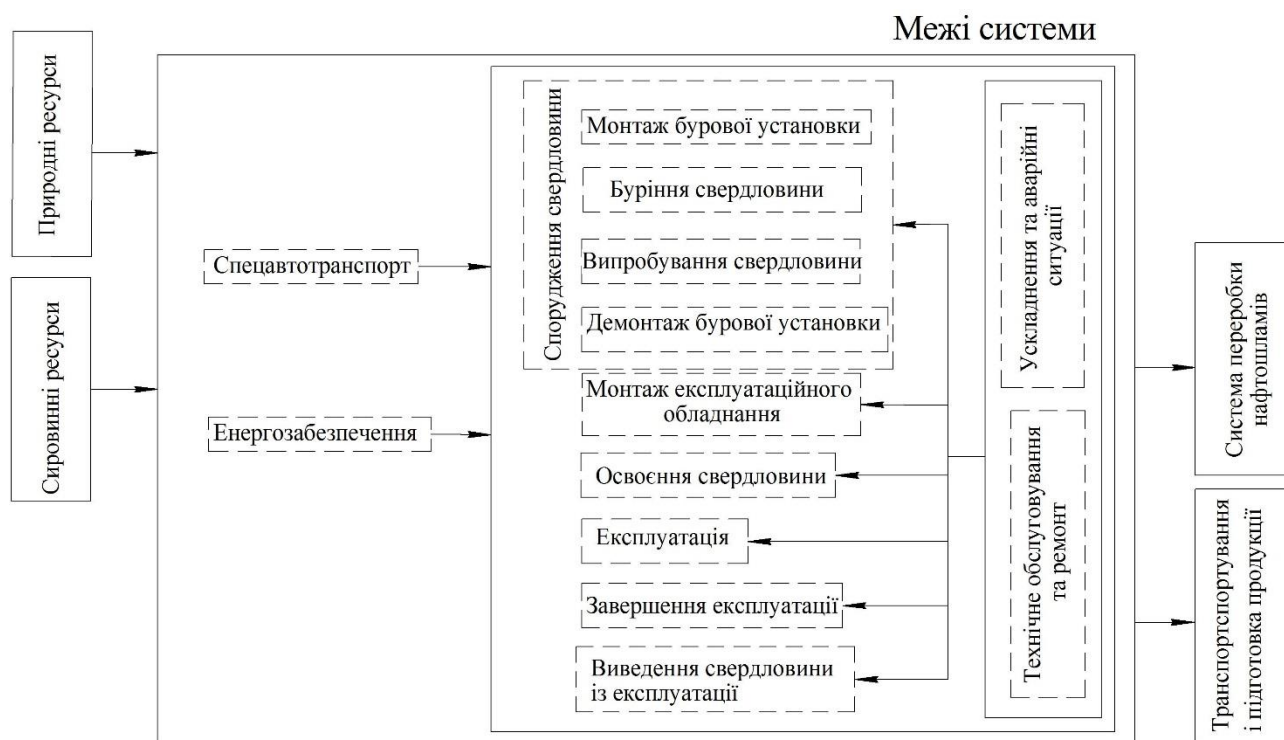 Межі системи
Природні ресурси
Сировинні ресурси
Спецавтотранспорт
Енергозабезпечення
Спорудження свердловини
Монтаж бурової установки
Буріння свердловини
Випробування свердловини
Демонтаж бурової установки
Монтаж експлуатаційного
обладнання
Освоєння свердловини
Експлуатація
Завершення експлуатації
Виведення свердловини
із експлуатації
Ускладнення та аварійні
ситуації
Технічне обслуговування
та ремонт
Система переробки
нафтошламів
Транспортспортування
і підготовка продукції